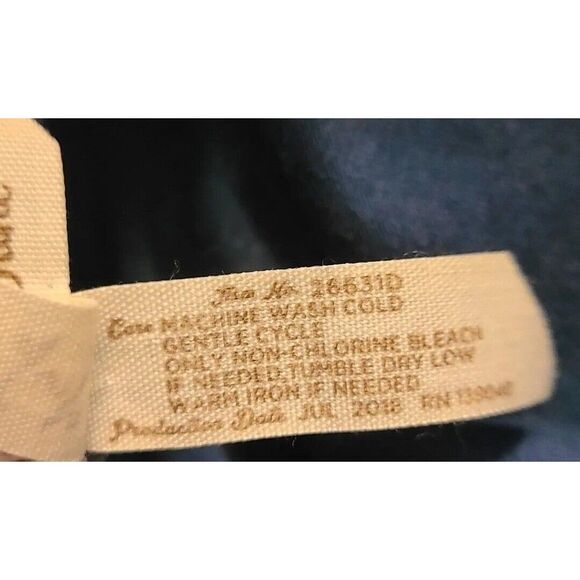 Item No. 26631D
Care MACHINE WASH COLD
GENTLE CYCLE
ONLY NON-CHLORINE BLEACH
IF NEEDED.TUMBLE DRY LOW
WARM IRON IF NEEDED
Production Date JUL 2018 RN